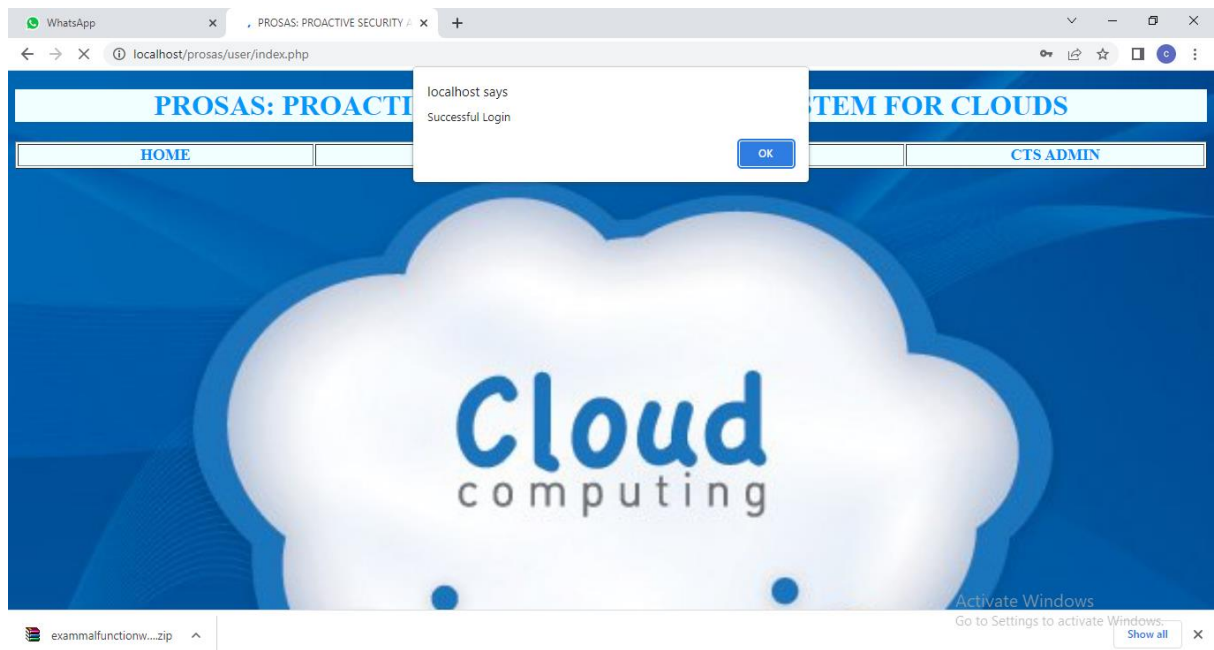 WhatsApp
PROSAS: PROACTIVE SECURITY A
localhost/prosas/user/index.php
C
localhost says
Successful Login
OK
PROSAS: PROACTI STEM FOR CLOUDS
HOME CTS ADMIN
Cloud
computing
Activate Windows
Go to Settings to activate Windows.
exammalfunctionw....zip
Show all